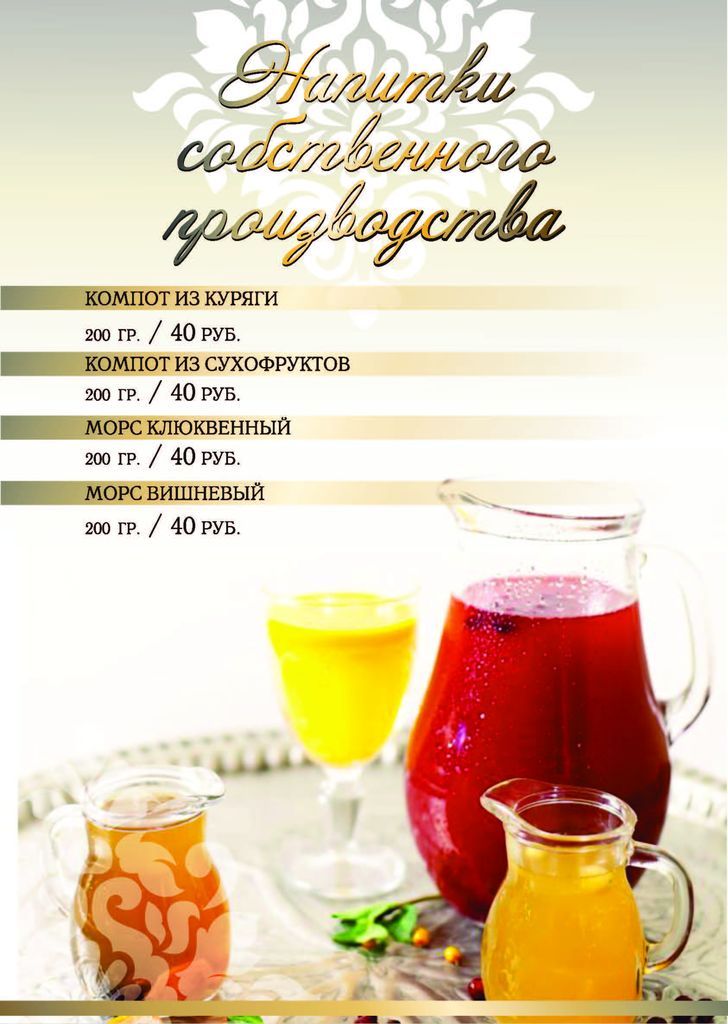 Напитки
собственного
производства
КОМПОТ ИЗ КУРЯГИ
200 ГР. / 40 РУБ.
КОМПОТ ИЗ СУХОФРУКТОВ
200 ГР. / 40 РУБ.
МОРС КЛЮКВЕННЫЙ
200 ГР. / 40 РУБ.
МОРС ВИШНЕВЫЙ
200 ГР. / 40 РУБ.